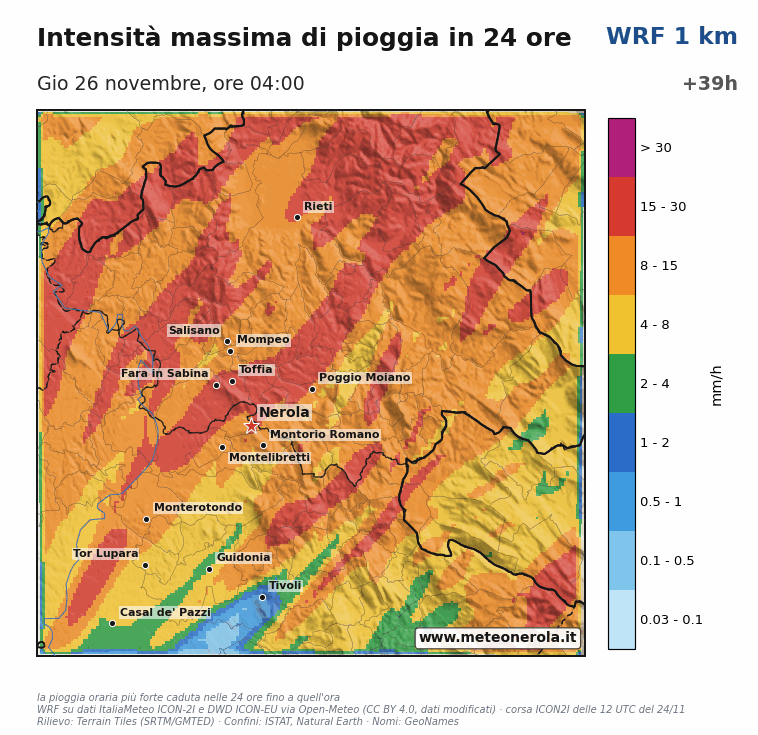 Intensità massima di pioggia in 24 ore
WRF 1 km
Gio 26 novembre, ore 04:00
+39h
Rieti
Salisano
Mompeo
Fara in Sabina
Toffia
Poggio Moiano
Nerola
Montorio Romano
Montelibretti
Monterotondo
Tor Lupara
Guidonia
Tivoli
Casal de' Pazzi
www.meteonerola.it
> 30
15 - 30
8 - 15
4 - 8
2 - 4
1 - 2
0.5 - 1
0.1 - 0.5
0.03 - 0.1
mm/h
la pioggia oraria più forte caduta nelle 24 ore fino a quell'ora
WRF su dati ItaliaMeteo ICON-2I e DWD ICON-EU via Open-Meteo (CC BY 4.0, dati modificati) · corsa ICON2I delle 12 UTC del 24/11
Rilievo: Terrain Tiles (SRTM/GMTED) · Confini: ISTAT, Natural Earth · Nomi: GeoNames